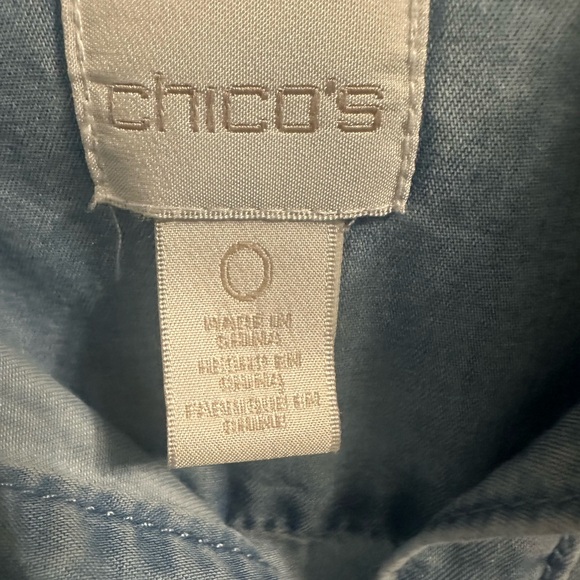 chico's
0
MADE IN
CHINA
HECHO EN
CHINA
FABRIQUE EN
CHINE